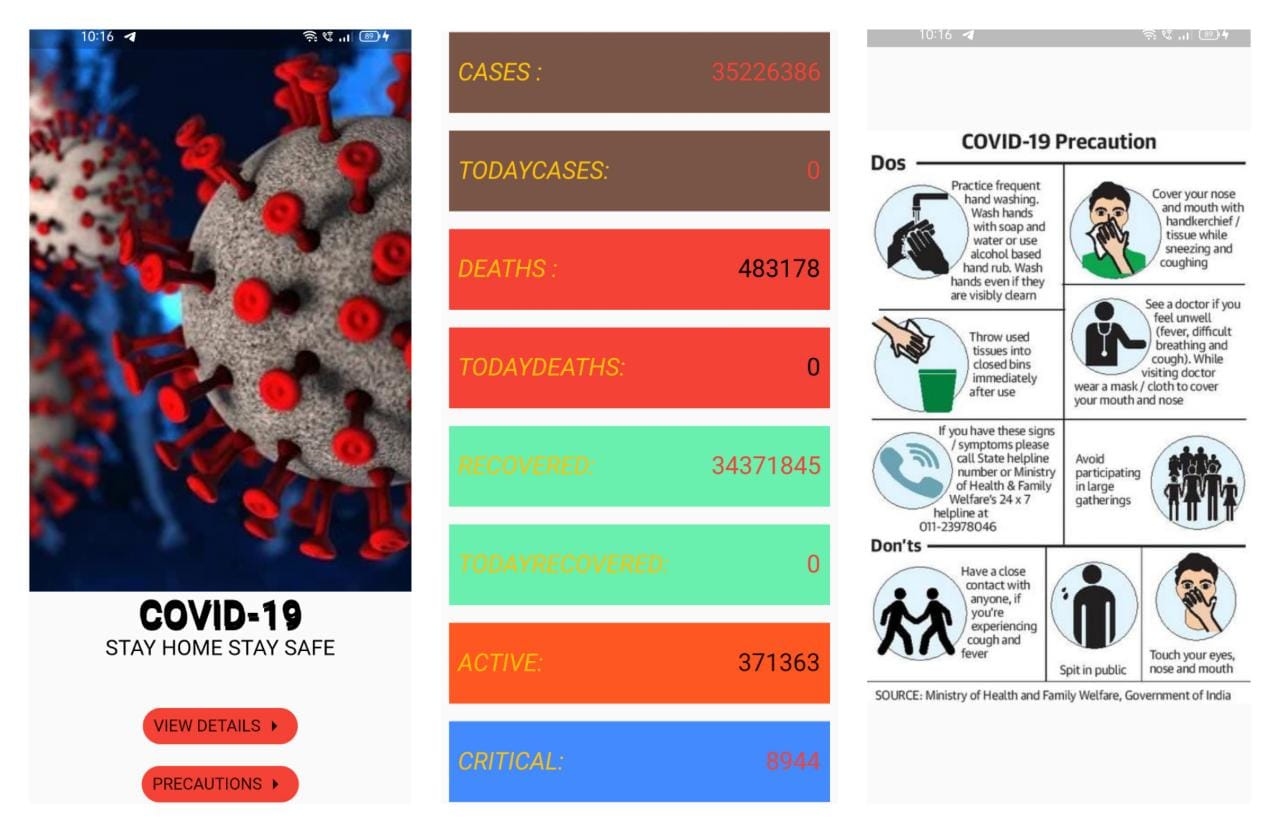 10:16
89
COVID-19
STAY HOME STAY SAFE
VIEW DETAILS
PRECAUTIONS
CASES : 35226386
TODAYCASES: 0
DEATHS : 483178
TODAYDEATHS: 0
RECOVERED: 34371845
TODAYRECOVERED: 0
ACTIVE: 371363
CRITICAL: 8944
10:16
89
COVID-19 Precaution
Dos
Practice frequent
hand washing.
Wash hands
with soap and
water or use
alcohol based
hand rub. Wash
hands even if they
are visibly clearn
Cover your nose
and mouth with
handkerchief /
tissue while
sneezing and
coughing
Throw used
tissues into
closed bins
immediately
after use
See a doctor if you
feel unwell
(fever, difficult
breathing and
cough). While
visiting doctor
wear a mask / cloth to cover
your mouth and nose
If you have these signs
/ symptoms please
call State helpline
number or Ministry
of Health & Family
Welfare's 24 x 7
helpline at
011-23978046
Avoid
participating
in large
gatherings
Don'ts
Have a close
contact with
anyone, if
you're
experiencing
cough and
fever
Spit in public
Touch your eyes,
nose and mouth
SOURCE: Ministry of Health and Family Welfare, Government of India